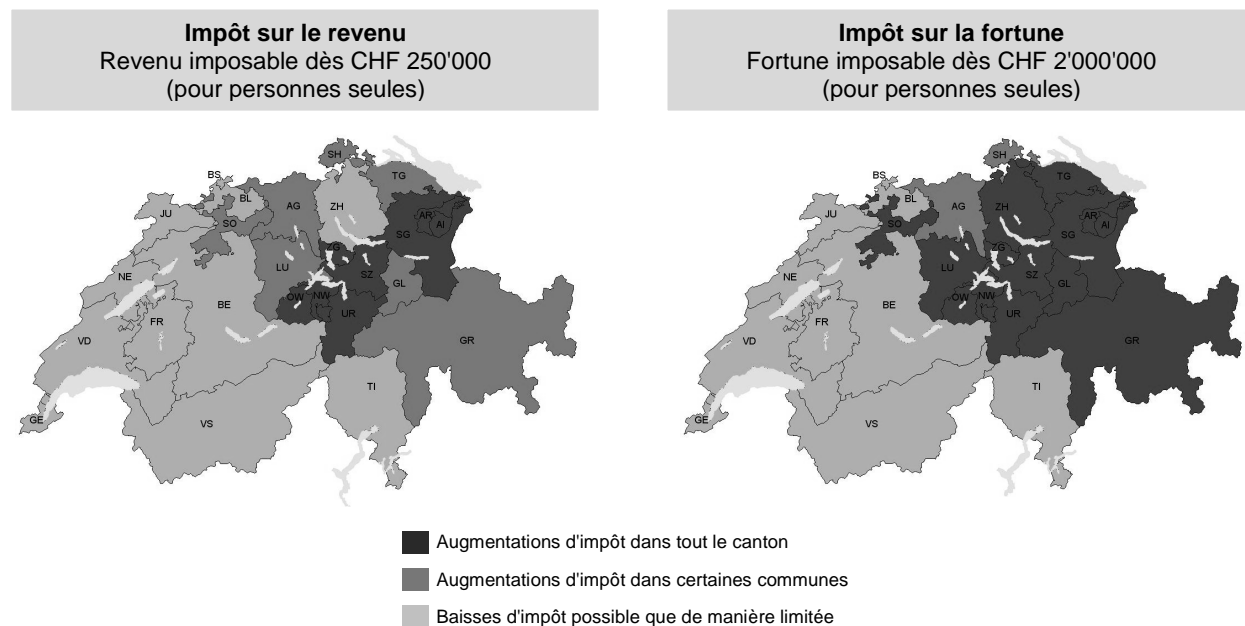 Impôt sur le revenu
Revenu imposable dès CHF 250'000
(pour personnes seules)
Impôt sur la fortune
Fortune imposable dès CHF 2'000'000
(pour personnes seules)
SH
BS
TG
BL
AG
ZH
JU
SO
AR
AI
SG
ZG
LU
SZ
NE
GL
OW
NW
BE
UR
FR
VD
GR
TI
GE
VS
SH
TG
BS
BL
AG
ZH
JU
SO
AR
AI
SG
ZG
LU
SZ
NE
GL
OW
NW
BE
UR
FR
VD
GR
TI
GE
VS
Augmentations d'impôt dans tout le canton
Augmentations d'impôt dans certaines communes
Baisses d'impôt possible que de manière limitée